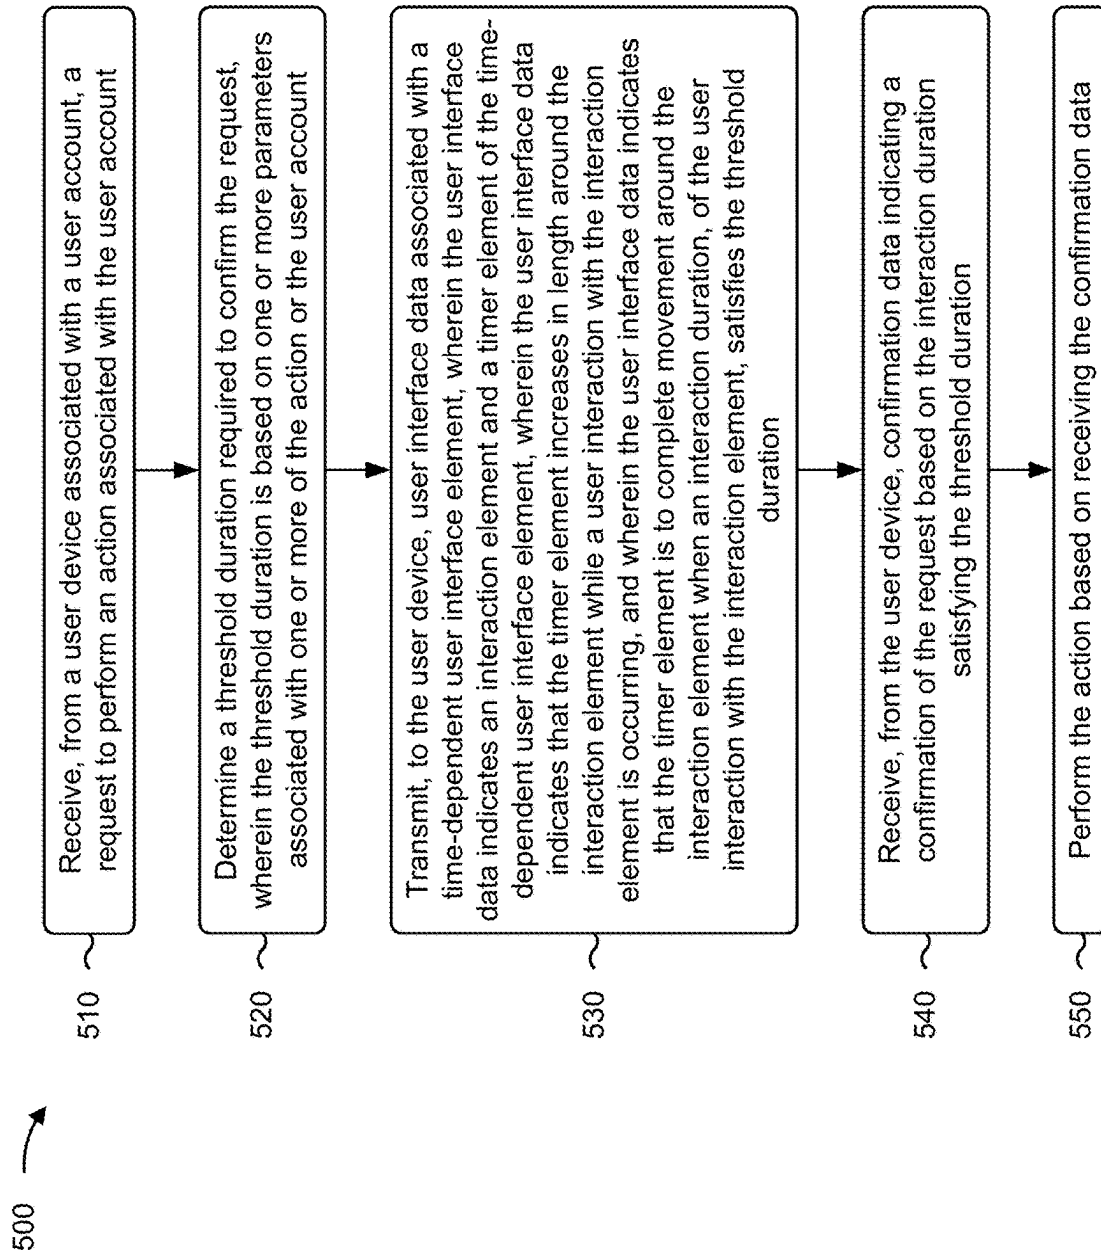 500
510
Receive, from a user device associated with a user account, a
request to perform an action associated with the user account
520
Determine a threshold duration required to confirm the request,
wherein the threshold duration is based on one or more parameters
associated with one or more of the action or the user account
530
Transmit, to the user device, user interface data associated with a
time-dependent user interface element, wherein the user interface
data indicates an interaction element and a timer element of the time-
dependent user interface element, wherein the user interface data
indicates that the timer element increases in length around the
interaction element while a user interaction with the interaction
element is occurring, and wherein the user interface data indicates
that the timer element is to complete movement around the
interaction element when an interaction duration, of the user
interaction with the interaction element, satisfies the threshold
duration
540
Receive, from the user device, confirmation data indicating a
confirmation of the request based on the interaction duration
satisfying the threshold duration
550
Perform the action based on receiving the confirmation data